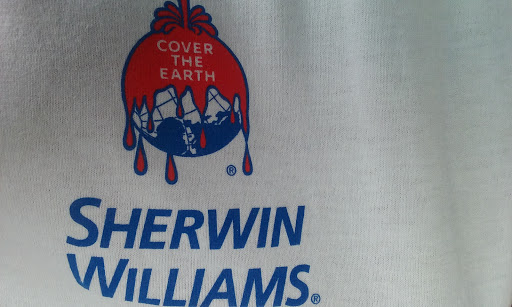 COVER
THE
EARTH
®
SHERWIN
WILLIAMS®